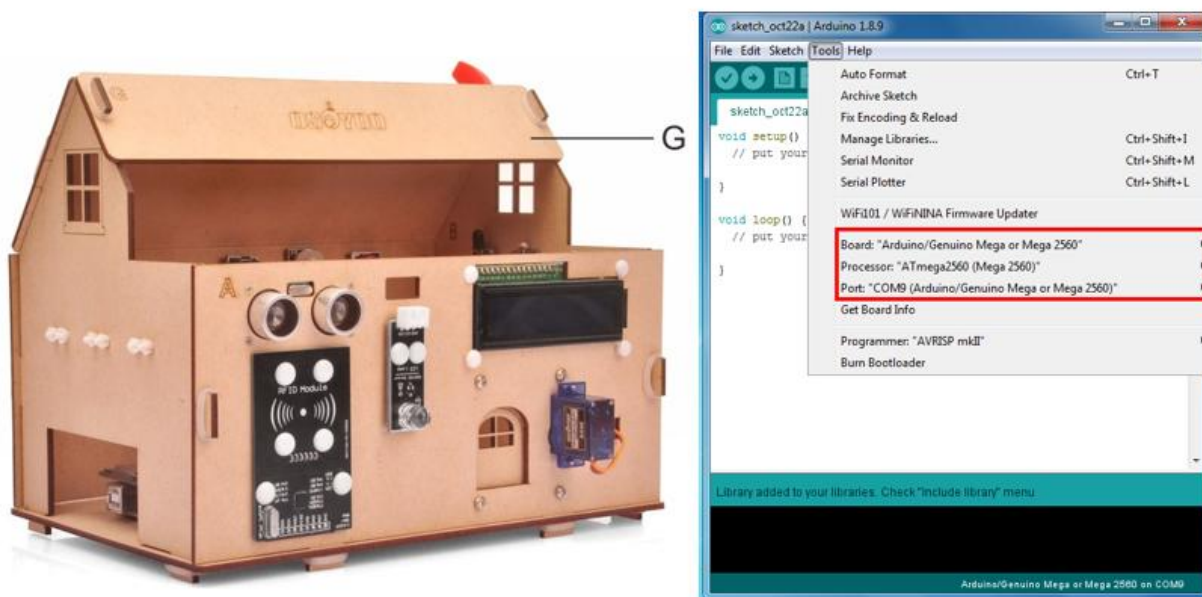 OSOYOO
G
A
RFID Module
sketch_oct22a | Arduino 1.8.9
File Edit Sketch Tools Help
sketch_oct22a
void setup()
// put your
}
void loop() {
// put your
}
Auto Format Ctrl+T
Archive Sketch
Fix Encoding & Reload
Manage Libraries... Ctrl+Shift+I
Serial Monitor Ctrl+Shift+M
Serial Plotter Ctrl+Shift+L
WiFi101 / WiFiNINA Firmware Updater
Board: "Arduino/Genuino Mega or Mega 2560"
Processor: "ATmega2560 (Mega 2560)"
Port: "COM9 (Arduino/Genuino Mega or Mega 2560)"
Get Board Info
Programmer: "AVRISP mkII"
Burn Bootloader
Library added to your libraries. Check "Include library" menu
Arduino/Genuino Mega or Mega 2560 on COM9